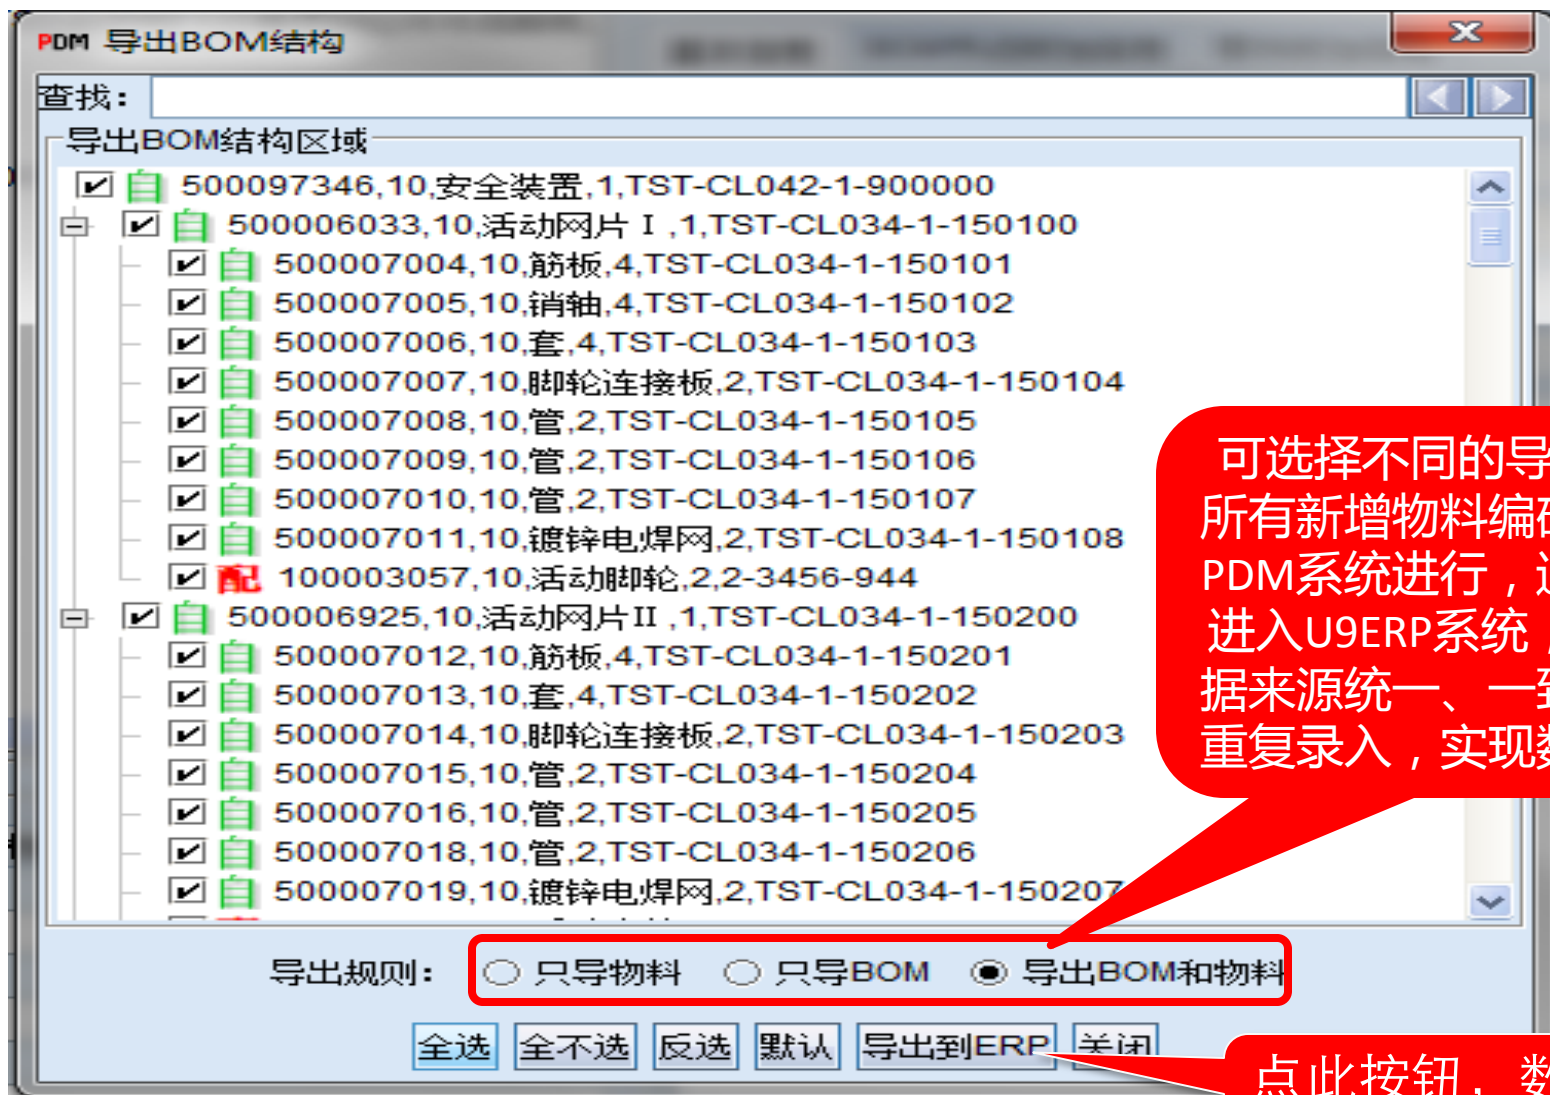 PDM 导出BOM结构
查找：
导出BOM结构区域
自 500097346,10,安全装置,1,TST-CL042-1-900000
自 500006033,10,活动网片Ⅰ,1,TST-CL034-1-150100
自 500007004,10,筋板,4,TST-CL034-1-150101
自 500007005,10,销轴,4,TST-CL034-1-150102
自 500007006,10,套,4,TST-CL034-1-150103
自 500007007,10,脚轮连接板,2,TST-CL034-1-150104
自 500007008,10,管,2,TST-CL034-1-150105
自 500007009,10,管,2,TST-CL034-1-150106
自 500007010,10,管,2,TST-CL034-1-150107
自 500007011,10,镀锌电焊网,2,TST-CL034-1-150108
配 100003057,10,活动脚轮,2,2-3456-944
自 500006925,10,活动网片II ,1,TST-CL034-1-150200
自 500007012,10,筋板,4,TST-CL034-1-150201
自 500007013,10,套,4,TST-CL034-1-150202
自 500007014,10,脚轮连接板,2,TST-CL034-1-150203
自 500007015,10,管,2,TST-CL034-1-150204
自 500007016,10,管,2,TST-CL034-1-150205
自 500007018,10,管,2,TST-CL034-1-150206
自 500007019,10,镀锌电焊网,2,TST-CL034-1-150207
可选择不同的导
所有新增物料编
PDM系统进行，
进入U9ERP系统，
据来源统一、一
重复录入，实现
导出规则： 只导物料 只导BOM 导出BOM和物料
全选 全不选 反选 默认 导出到ERP 关闭
点此按钮，数